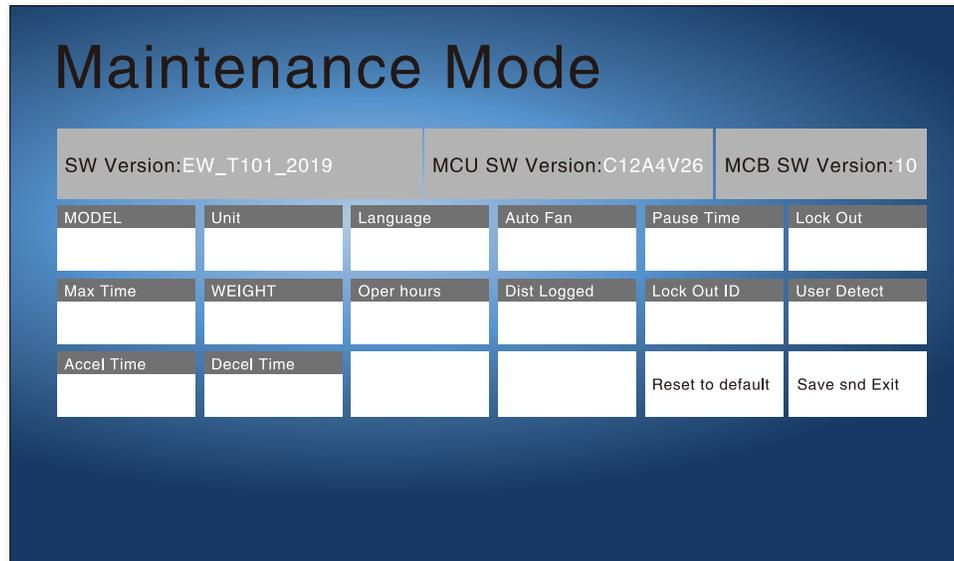 Maintenance Mode
SW Version:EW_T101_2019 MCU SW Version:C12A4V26 MCB SW Version:10
MODEL Unit Language Auto Fan Pause Time Lock Out
Max Time WEIGHT Oper hours Dist Logged Lock Out ID User Detect
Accel Time Decel Time
Reset to default Save snd Exit